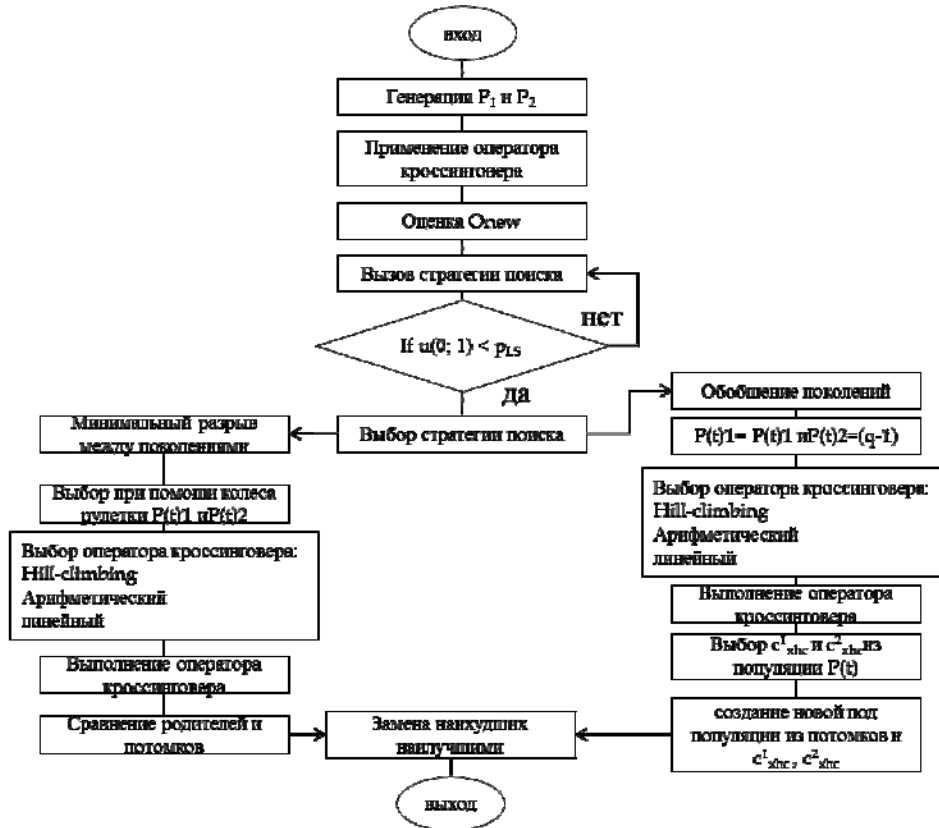 вход
Генерация P1 и P2
Применение оператора
кроссинговера
Оценка Onew
Вызов стратегии поиска
нет
If u(0; 1) < pLS
да
Выбор стратегии поиска
Минимальный разрыв
между поколениями
Выбор при помощи колеса
рулетки P(t)1 иP(t)2
Выбор оператора кроссинговера:
Hill-climbing
Арифметический
линейный
Выполнение оператора
кроссинговера
Сравнение родителей и
потомков
Обобщение поколений
P(t)1= P(t)1 иP(t)2=(q-1)
Выбор оператора кроссинговера:
Hill-climbing
Арифметический
линейный
Выполнение оператора
кроссинговера
Выбор c1xhc и c2xhcиз
популяции P(t)
создание новой под
популяции из потомков и
c1xhc, c2xhc
Замена наихудших
наилучшими
выход